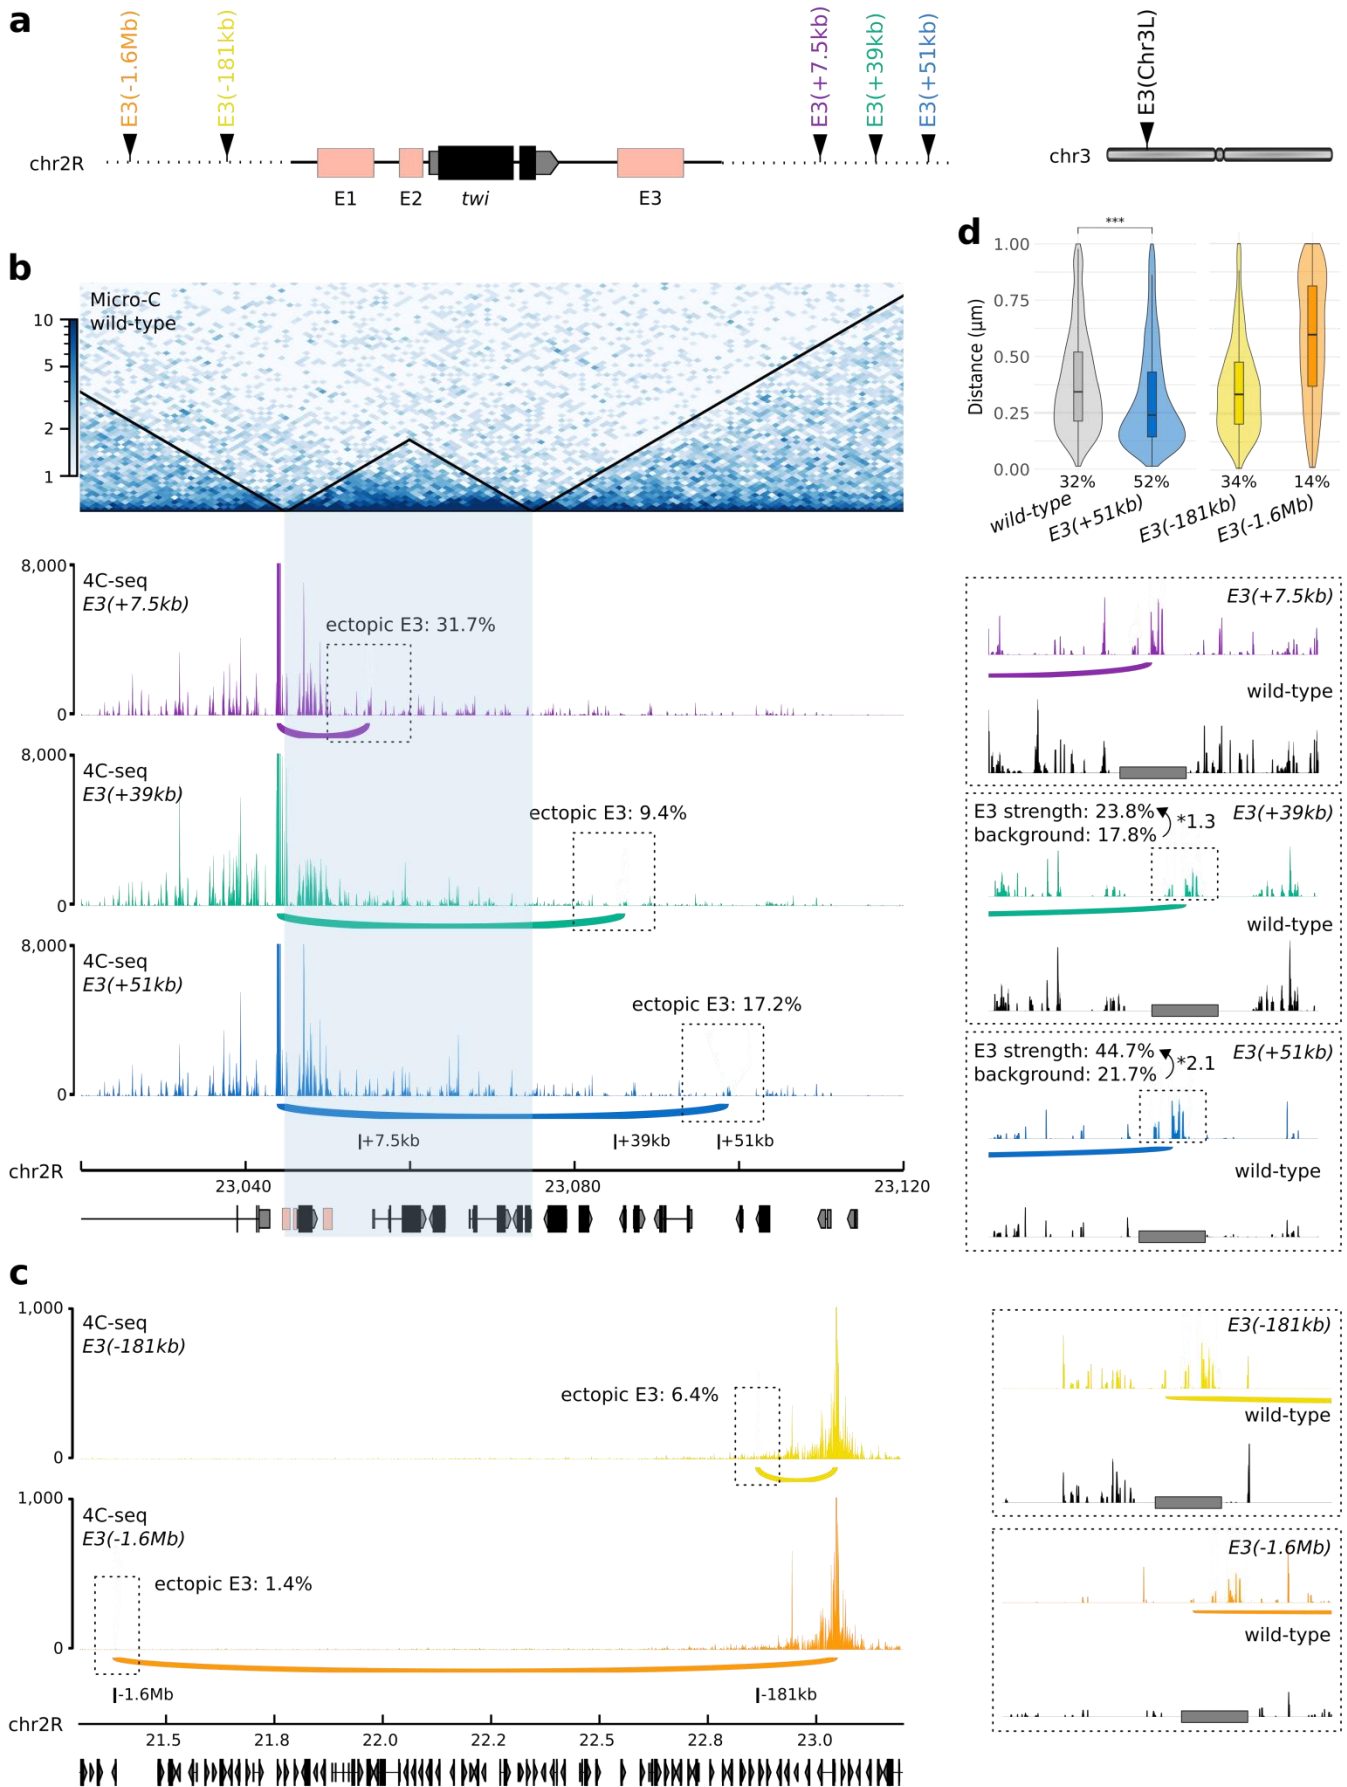 a
E3(-1.6Mb)
E3(-181kb)
E3(+7.5kb)
E3(+39kb)
E3(+51kb)
E3(Chr3L)
chr2R
E1
E2
twi
E3
chr3
b
Micro-C
wild-type
10
5
2
1
8,000
4C-seq
E3(+7.5kb)
ectopic E3: 31.7%
0
8,000
4C-seq
E3(+39kb)
ectopic E3: 9.4%
0
8,000
4C-seq
E3(+51kb)
ectopic E3: 17.2%
0
+7.5kb
+39kb
+51kb
chr2R
23,040
23,080
23,120
d
***
Distance (μm)
1.00
0.75
0.50
0.25
0.00
32%
52%
34%
14%
wild-type
E3(+51kb)
E3(-181kb)
E3(-1.6Mb)
E3(+7.5kb)
wild-type
E3 strength: 23.8%
background: 17.8%
*1.3
E3(+39kb)
wild-type
E3 strength: 44.7%
background: 21.7%
*2.1
E3(+51kb)
wild-type
c
1,000
4C-seq
E3(-181kb)
ectopic E3: 6.4%
0
1,000
4C-seq
E3(-1.6Mb)
ectopic E3: 1.4%
0
-1.6Mb
-181kb
chr2R
21.5
21.8
22.0
22.2
22.5
22.8
23.0
E3(-181kb)
wild-type
E3(-1.6Mb)
wild-type